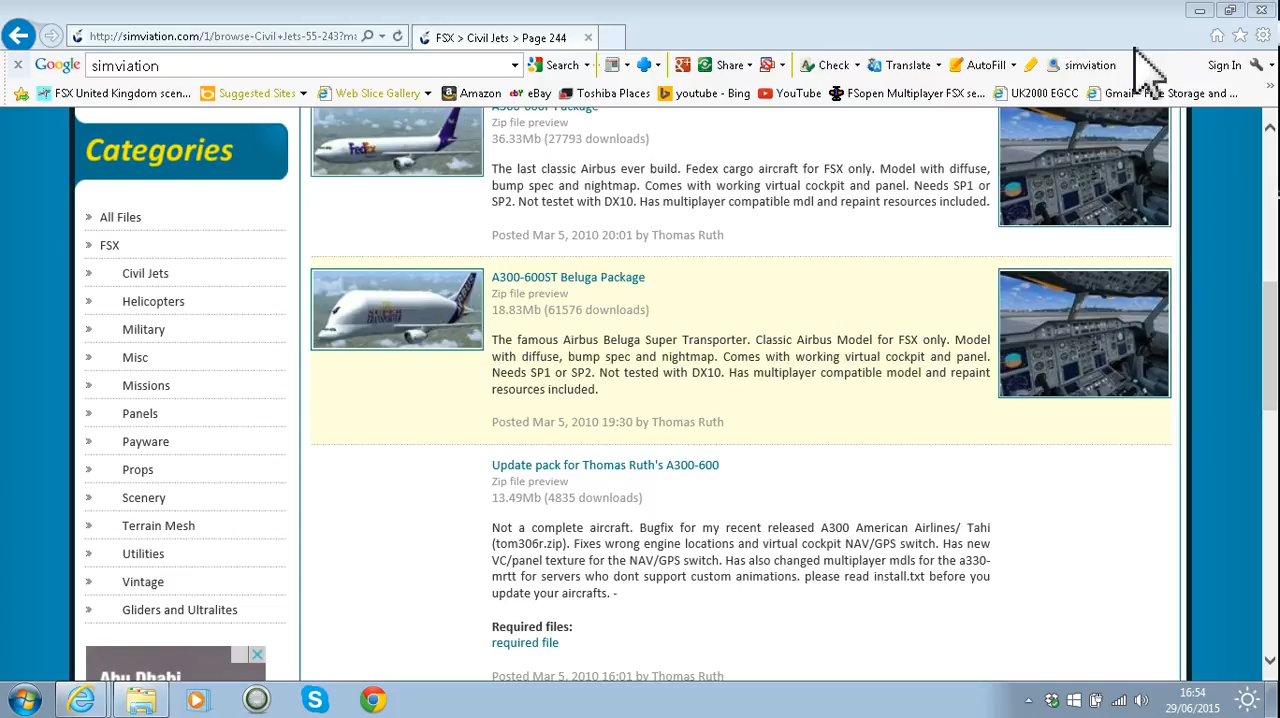 http://simviation.com/1/browse-Civil+Jets-55-243?m
FSX > Civil Jets > Page 244
Google
simviation
Search
Share
Check
Translate
AutoFill
simviation
Sign In
FSX United Kingdom scen...
Suggested Sites
Web Slice Gallery
Amazon
eBay
Toshiba Places
youtube - Bing
YouTube
FSopen Multiplayer FSX se...
UK2000 EGCC
Gmai
Storage and ...
Categories
All Files
FSX
Civil Jets
Helicopters
Military
Misc
Missions
Panels
Payware
Props
Scenery
Terrain Mesh
Utilities
Vintage
Gliders and Ultralites
Abu Dhabi
FedEx
Package
Zip file preview
36.33Mb (27793 downloads)
The last classic Airbus ever build. Fedex cargo aircraft for FSX only. Model with diffuse,
bump spec and nightmap. Comes with working virtual cockpit and panel. Needs SP1 or
SP2. Not testet with DX10. Has multiplayer compatible mdl and repaint resources included.
Posted Mar 5, 2010 20:01 by Thomas Ruth
A300-600ST Beluga Package
Zip file preview
18.83Mb (61576 downloads)
The famous Airbus Beluga Super Transporter. Classic Airbus Model for FSX only. Model
with diffuse, bump spec and nightmap. Comes with working virtual cockpit and panel.
Needs SP1 or SP2. Not tested with DX10. Has multiplayer compatible model and repaint
resources included.
Posted Mar 5, 2010 19:30 by Thomas Ruth
Update pack for Thomas Ruth's A300-600
Zip file preview
13.49Mb (4835 downloads)
Not a complete aircraft. Bugfix for my recent released A300 American Airlines/ Tahi
(tom306r.zip). Fixes wrong engine locations and virtual cockpit NAV/GPS switch. Has new
VC/panel texture for the NAV/GPS switch. Has also changed multiplayer mdls for the a330-
mrtt for servers who dont support custom animations. please read install.txt before you
update your aircrafts. -
Required files:
required file
Posted Mar 5, 2010 16:01 by Thomas Ruth
16:54
29/06/2015